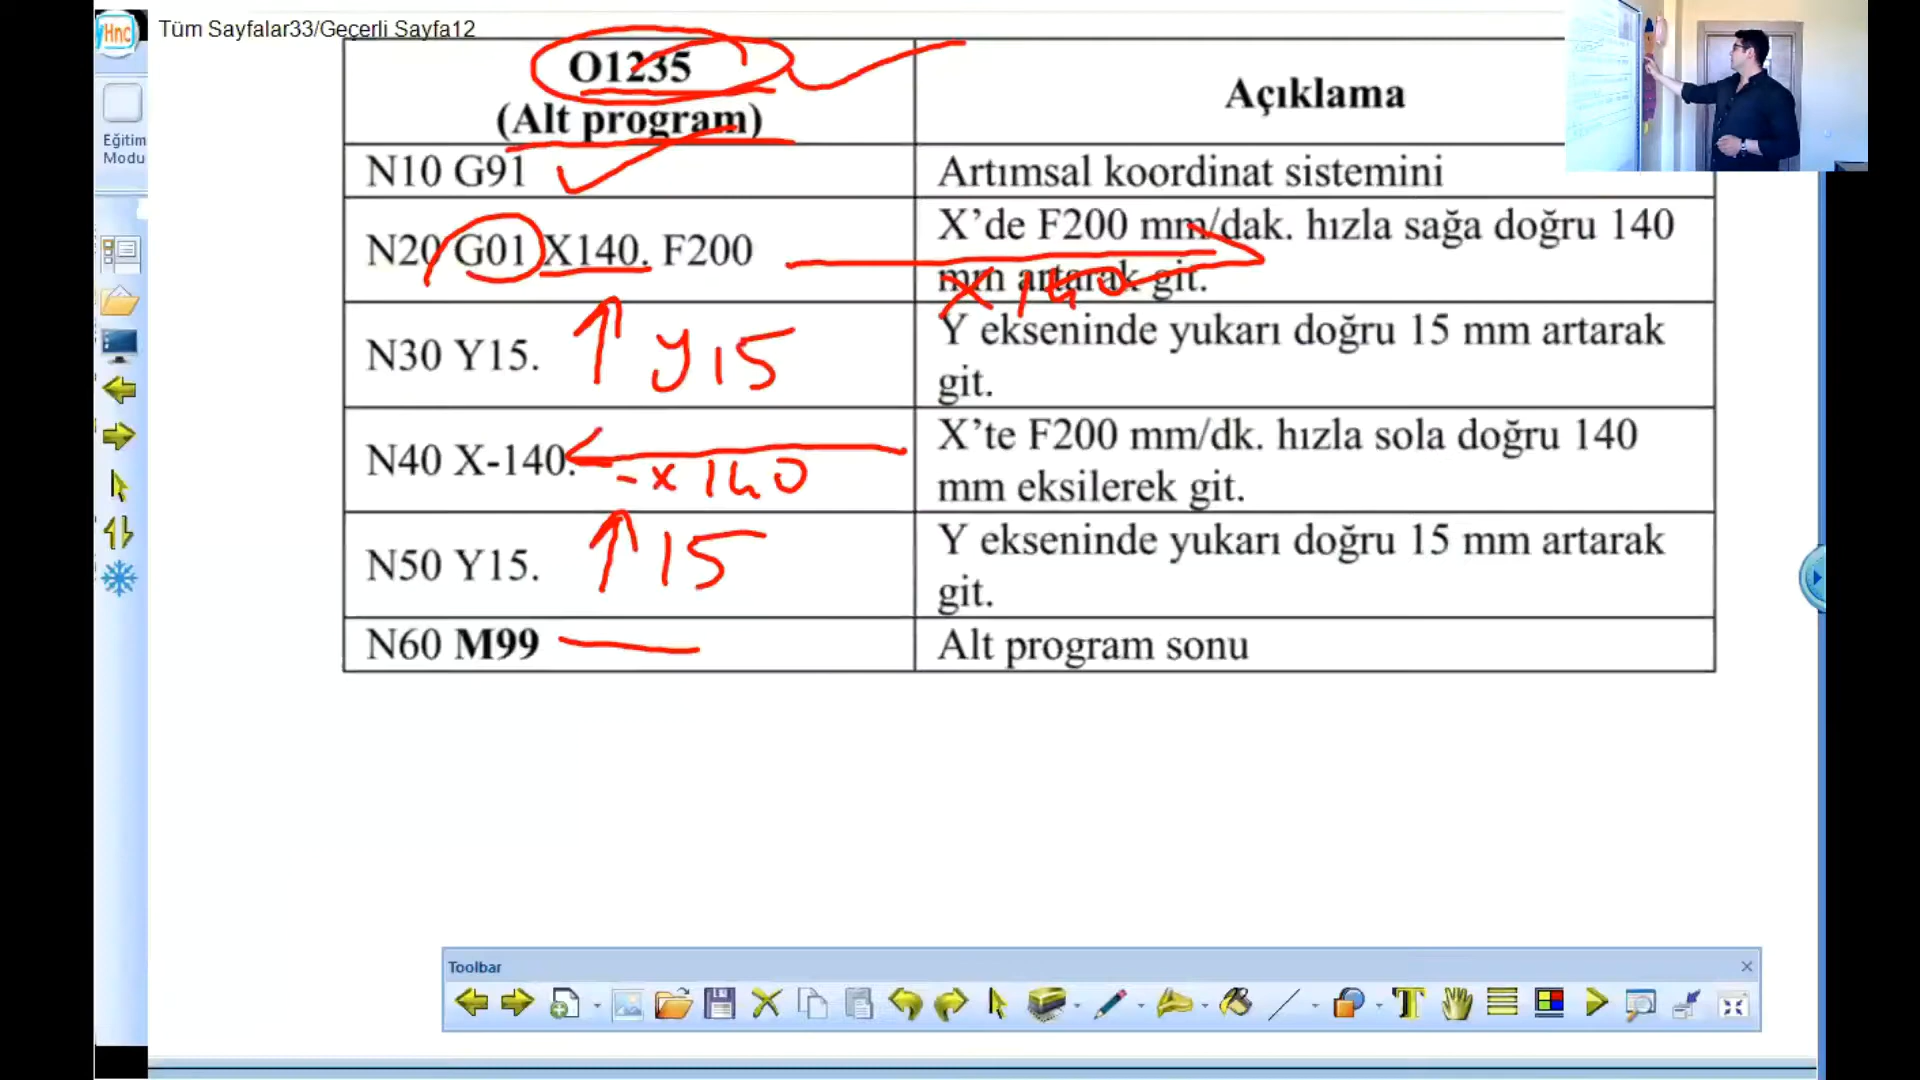 Hnc
Tüm Sayfalar33/Geçerli Sayfa12
Eğitim
Modu
O1235
(Alt program)
Açıklama
N10 G91
Artımsal koordinat sistemini
N20 G01 X140. F200
X’de F200 mm/dak. hızla sağa doğru 140
mm artarak git.
X140
N30 Y15.
y15
Y ekseninde yukarı doğru 15 mm artarak
git.
N40 X-140.
-x140
X’te F200 mm/dk. hızla sola doğru 140
mm eksilerek git.
N50 Y15.
15
Y ekseninde yukarı doğru 15 mm artarak
git.
N60 M99
Alt program sonu
Toolbar